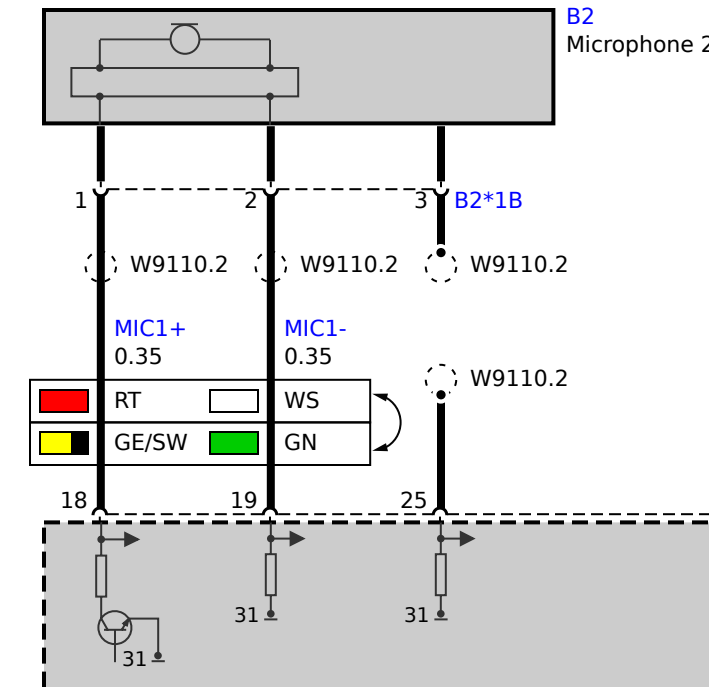 B2
Microphone 2
1
2
3
B2*1B
W9110.2
W9110.2
W9110.2
MIC1+
0.35
MIC1-
0.35
W9110.2
RT
WS
GE/SW
GN
18
19
25
31
31
31